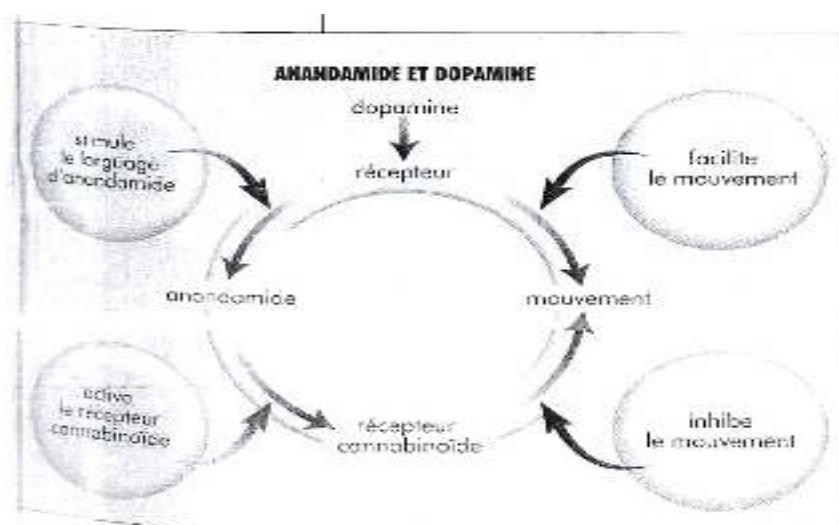 ANANDAMIDE ET DOPAMINE
dopamine
récepteur
stimule
le larguage
d'anandamide
facilite
le mouvement
anandamide
mouvement
active
le récepteur
cannabinoïde
récepteur
cannabinoïde
inhibe
le mouvement